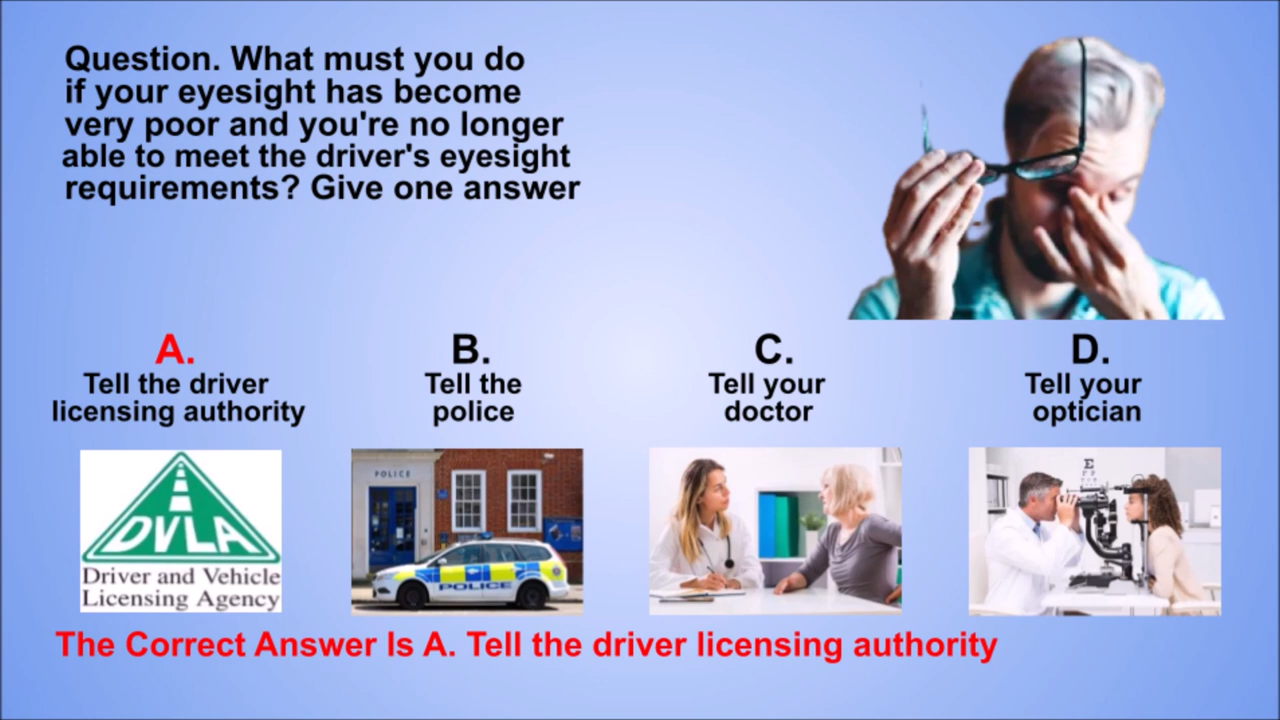 Question. What must you do
if your eyesight has become
very poor and you're no longer
able to meet the driver's eyesight
requirements? Give one answer
A.
Tell the driver
licensing authority
B.
Tell the
police
C.
Tell your
doctor
D.
Tell your
optician
DVLA
Driver and Vehicle
Licensing Agency
POLICE
POLICE
E
The Correct Answer Is A. Tell the driver licensing authority